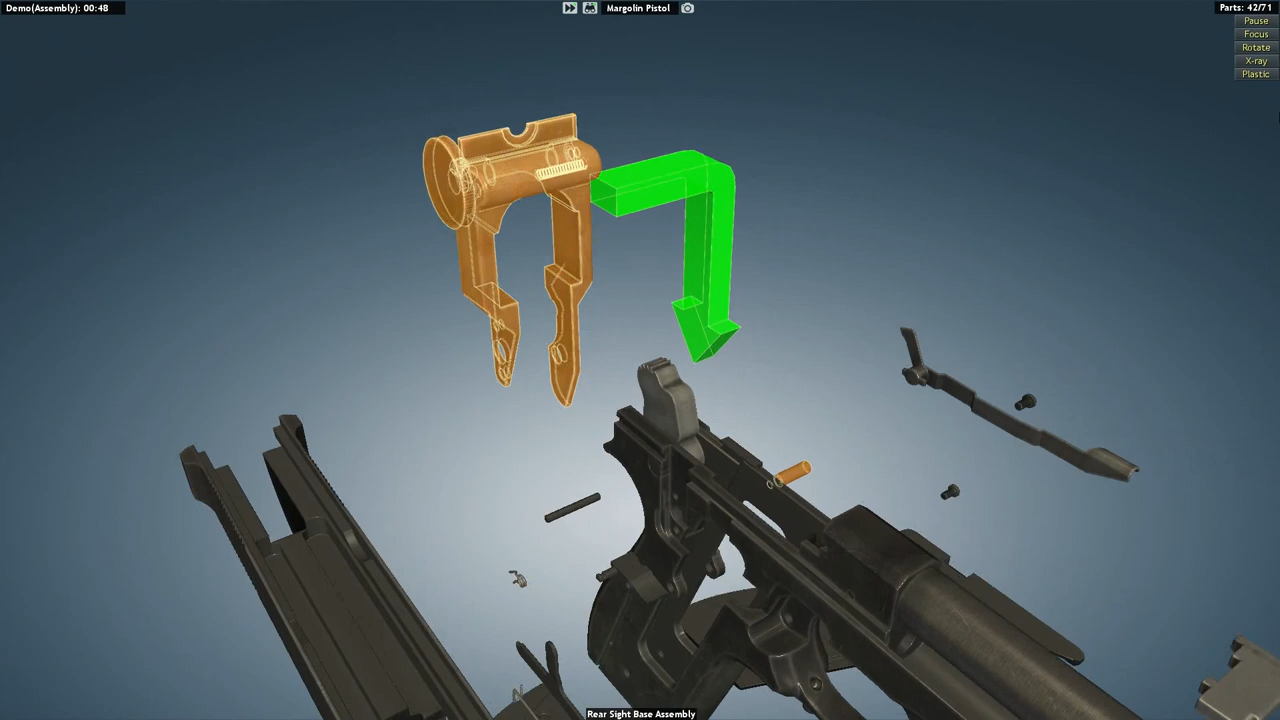 Demo(Assembly): 00:48
Margolin Pistol
Parts: 42/71
Pause
Focus
Rotate
X-ray
Plastic
Rear Sight Base Assembly